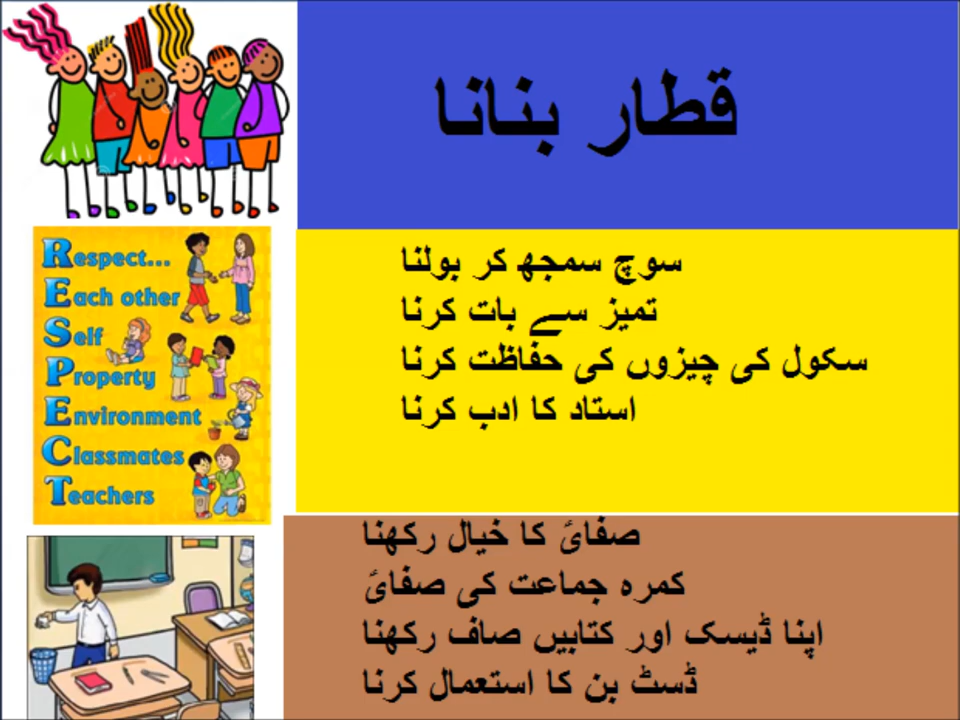 قطار بنانا
Respect...
Each other
Self
Property
Environment
Classmates
Teachers
سوچ سمجھ کر بولنا
تمیز سے بات کرنا
سکول کی چیزوں کی حفاظت کرنا
استاد کا ادب کرنا
صفائ کا خیال رکھنا
کمرہ جماعت کی صفائ
اپنا ڈیسک اور کتابیں صاف رکھنا
ڈسٹ بن کا استعمال کرنا